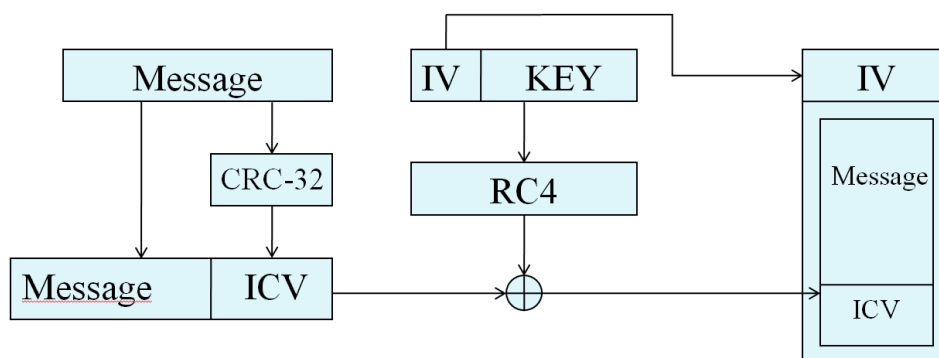 Message
IV KEY
IV
CRC-32
RC4
Message
Message ICV
ICV